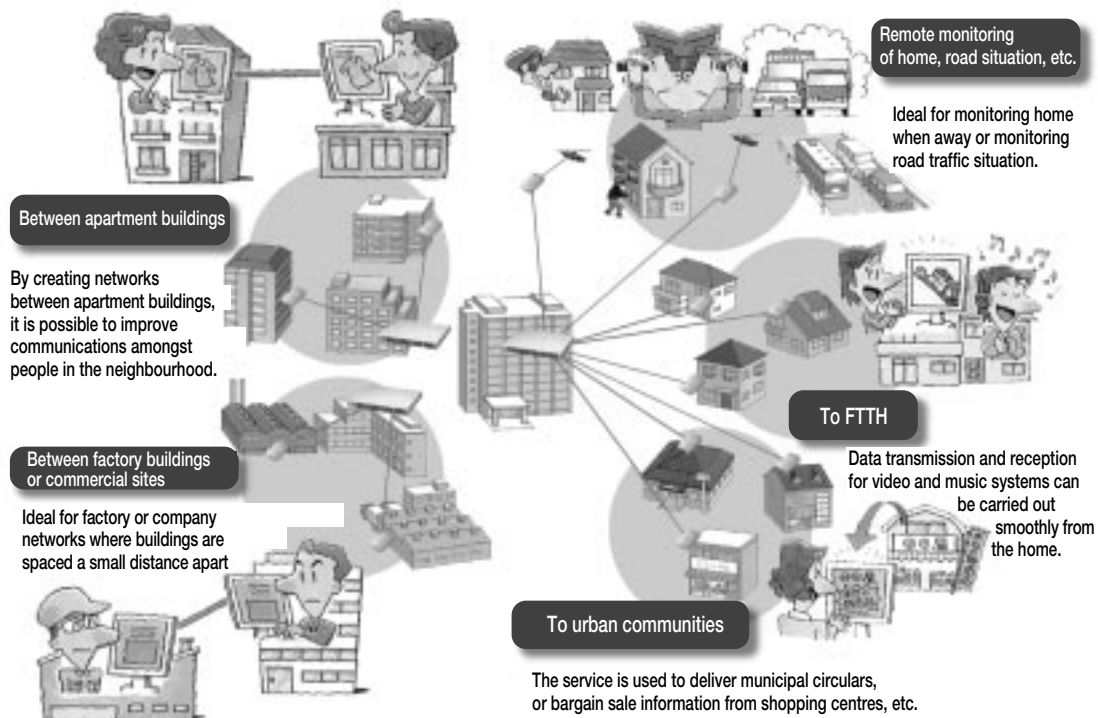 Remote monitoring
of home, road situation, etc.
Ideal for monitoring home
when away or monitoring
road traffic situation.
Between apartment buildings
By creating networks
between apartment buildings,
it is possible to improve
communications amongst
people in the neighbourhood.
To FTTH
Data transmission and reception
for video and music systems can
be carried out
smoothly from
the home.
Between factory buildings
or commercial sites
Ideal for factory or company
networks where buildings are
spaced a small distance apart
To urban communities
The service is used to deliver municipal circulars,
or bargain sale information from shopping centres, etc.